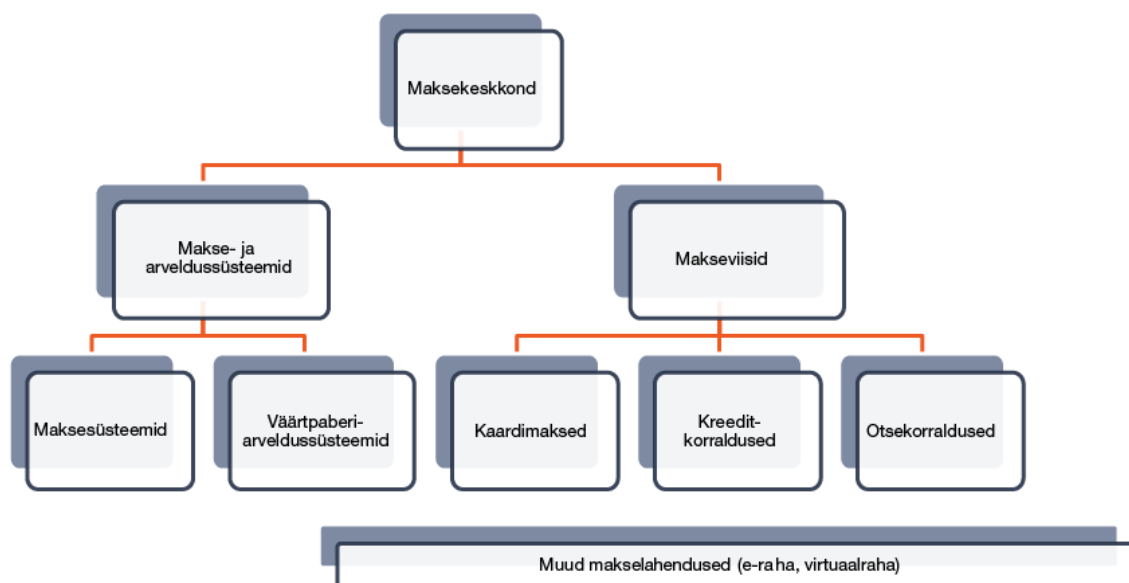 Maksekeskkond
Makse- ja
arveldussüsteemid
Makseviisid
Maksesüsteemid
Väärtpaberi-
arveldussüsteemid
Kaardimaksed
Kreedit-
korraldused
Otsekorraldused
Muud makselahendused (e-raha, virtuaalraha)